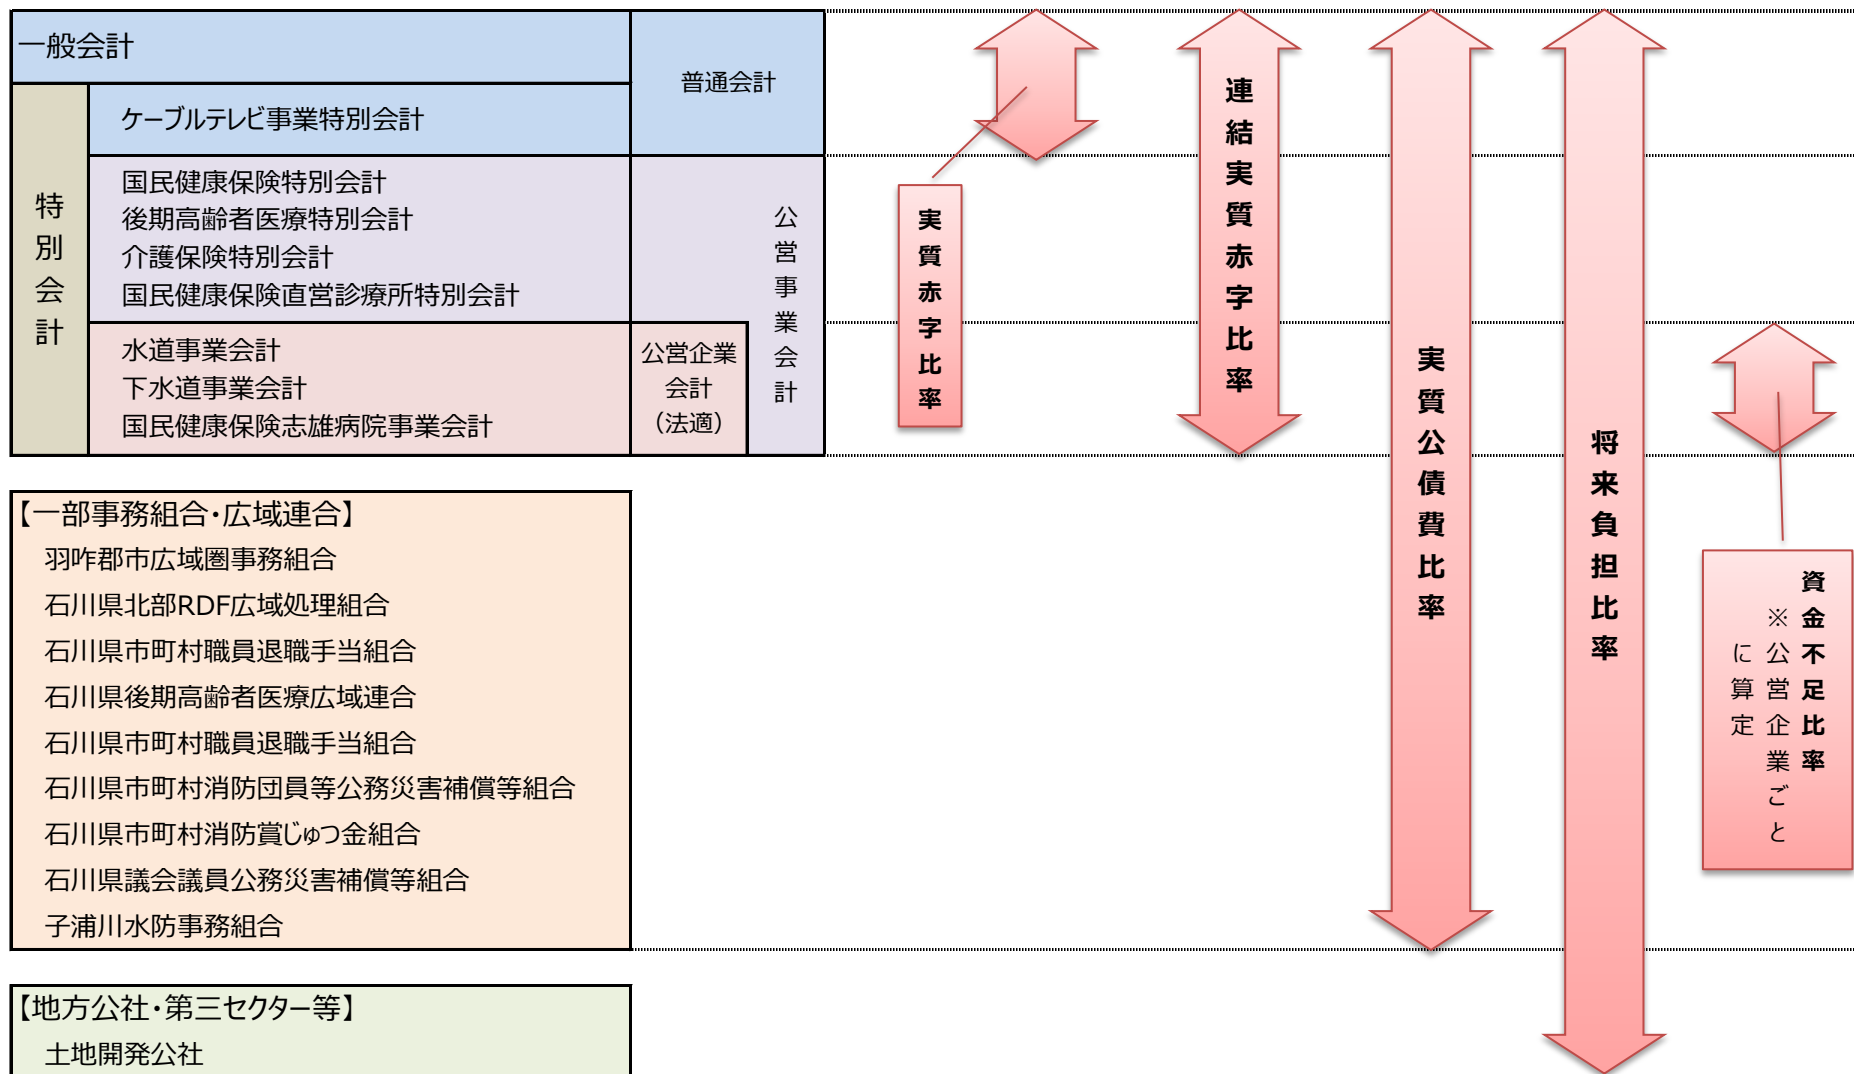 一般会計
普通会計
ケーブルテレビ事業特別会計
特別会計
国民健康保険特別会計
後期高齢者医療特別会計
介護保険特別会計
国民健康保険直営診療所特別会計
公営事業会計
水道事業会計
下水道事業会計
国民健康保険志雄病院事業会計
公営企業
会計
（法適）
実質赤字比率
連結実質赤字比率
実質公債費比率
将来負担比率
資金不足比率
※公営企業ごと
に算定
【一部事務組合・広域連合】
羽咋郡市広域圏事務組合
石川県北部RDF広域処理組合
石川県市町村職員退職手当組合
石川県後期高齢者医療広域連合
石川県市町村職員退職手当組合
石川県市町村消防団員等公務災害補償等組合
石川県市町村消防賞じゅつ金組合
石川県議会議員公務災害補償等組合
子浦川水防事務組合
【地方公社・第三セクター等】
土地開発公社